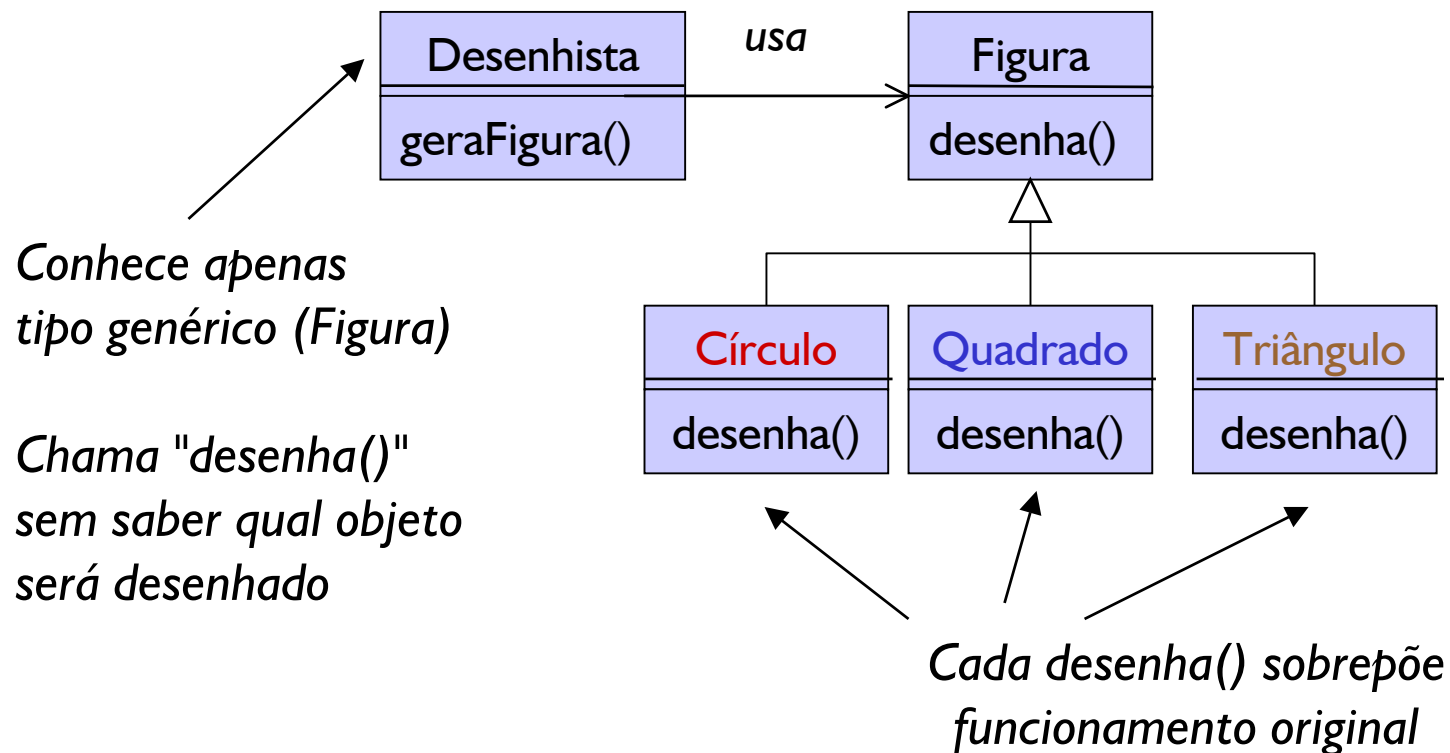 Desenhista
usa
Figura
geraFigura()
desenha()
Conhece apenas
tipo genérico (Figura)
Círculo
Quadrado
Triângulo
desenha()
desenha()
desenha()
Chama "desenha()"
sem saber qual objeto
será desenhado
Cada desenha() sobrepõe
funcionamento original